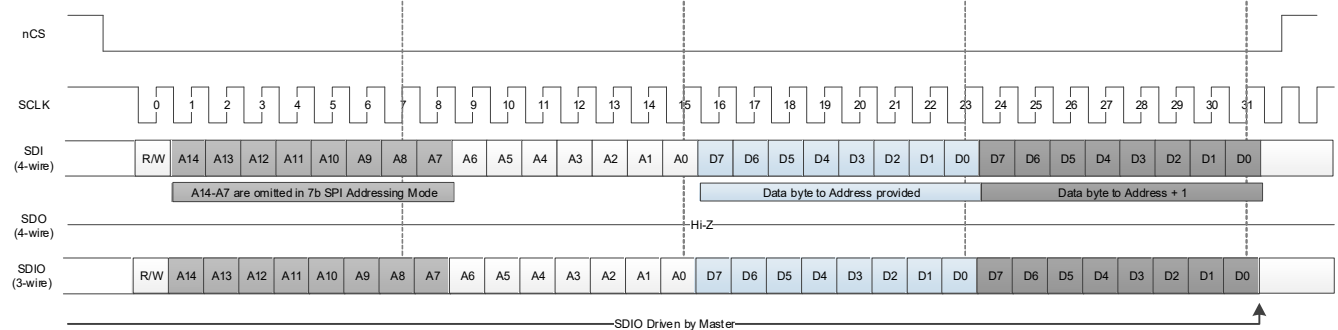 nCS
SCLK
0 1 2 3 4 5 6 7 8 9 10 11 12 13 14 15 16 17 18 19 20 21 22 23 24 25 26 27 28 29 30 31
SDI
(4-wire)
R/W A14 A13 A12 A11 A10 A9 A8 A7 A6 A5 A4 A3 A2 A1 A0 D7 D6 D5 D4 D3 D2 D1 D0 D7 D6 D5 D4 D3 D2 D1 D0
A14-A7 are omitted in 7b SPI Addressing Mode
Data byte to Address provided
Data byte to Address + 1
SDO
(4-wire)
Hi-Z
SDIO
(3-wire)
R/W A14 A13 A12 A11 A10 A9 A8 A7 A6 A5 A4 A3 A2 A1 A0 D7 D6 D5 D4 D3 D2 D1 D0 D7 D6 D5 D4 D3 D2 D1 D0
SDIO Driven by Master